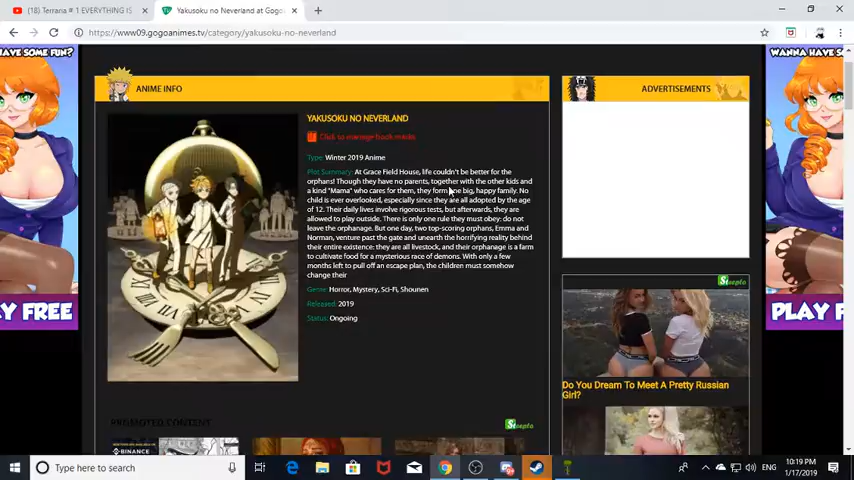 (18) Terraria # 1 EVERYTHING IS
Yakusoku no Neverland at Gogo
https://www09.gogoanimes.tv/category/yakusoku-no-neverland
HAVE SOME FUN?
WANNA HAVE S
ANIME INFO
ADVERTISEMENTS
YAKUSOKU NO NEVERLAND
Click to manage book marks
Type: Winter 2019 Anime
Plot Summary: At Grace Field House, life couldn't be better for the
orphans! Though they have no parents, together with the other kids and
a kind "Mama" who cares for them, they form one big, happy family. No
child is ever overlooked, especially since they are all adopted by the age
of 12. Their daily lives involve rigorous tests, but afterwards, they are
allowed to play outside. There is only one rule they must obey: do not
leave the orphanage. But one day, two top-scoring orphans, Emma and
Norman, venture past the gate and unearth the horrifying reality behind
their entire existence: they are all livestock, and their orphanage is a farm
to cultivate food for a mysterious race of demons. With only a few
months left to pull off an escape plan, the children must somehow
change their
Genre: Horror, Mystery, Sci-Fi, Shounen
Released: 2019
Status: Ongoing
PLAY FREE
PLAY F
Do You Dream To Meet A Pretty Russian
Girl?
PROMOTED CONTENT
BINANCE
Type here to search
ENG
10:19 PM
1/17/2019